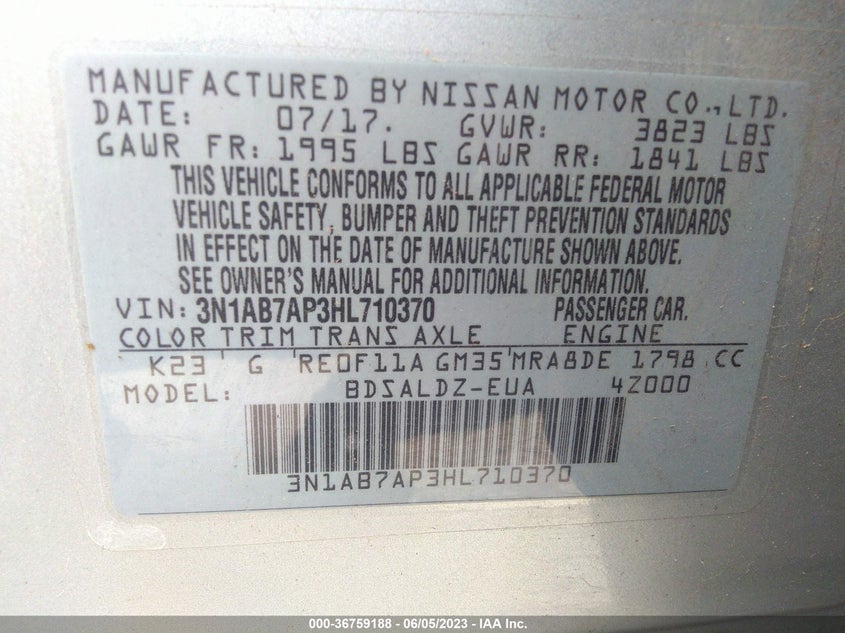 MANUFACTURED BY NISSAN MOTOR CO., LTD.
DATE: 07/17. GVWR: 3823 LBS
GAWR FR: 1995 LBS GAWR RR: 1841 LBS
THIS VEHICLE CONFORMS TO ALL APPLICABLE FEDERAL MOTOR
VEHICLE SAFETY, BUMPER AND THEFT PREVENTION STANDARDS
IN EFFECT ON THE DATE OF MANUFACTURE SHOWN ABOVE.
SEE OWNER'S MANUAL FOR ADDITIONAL INFORMATION.
VIN: 3N1AB7AP3HL710370 PASSENGER CAR.
COLOR TRIM TRANS AXLE ENGINE
K23 G RE0F11A GM35 MRA8DE 1798 CC
MODEL: BDSALDZ-EUA 4Z000
3N1AB7AP3HL710370
000-36759188 - 06/05/2023 - IAA Inc.